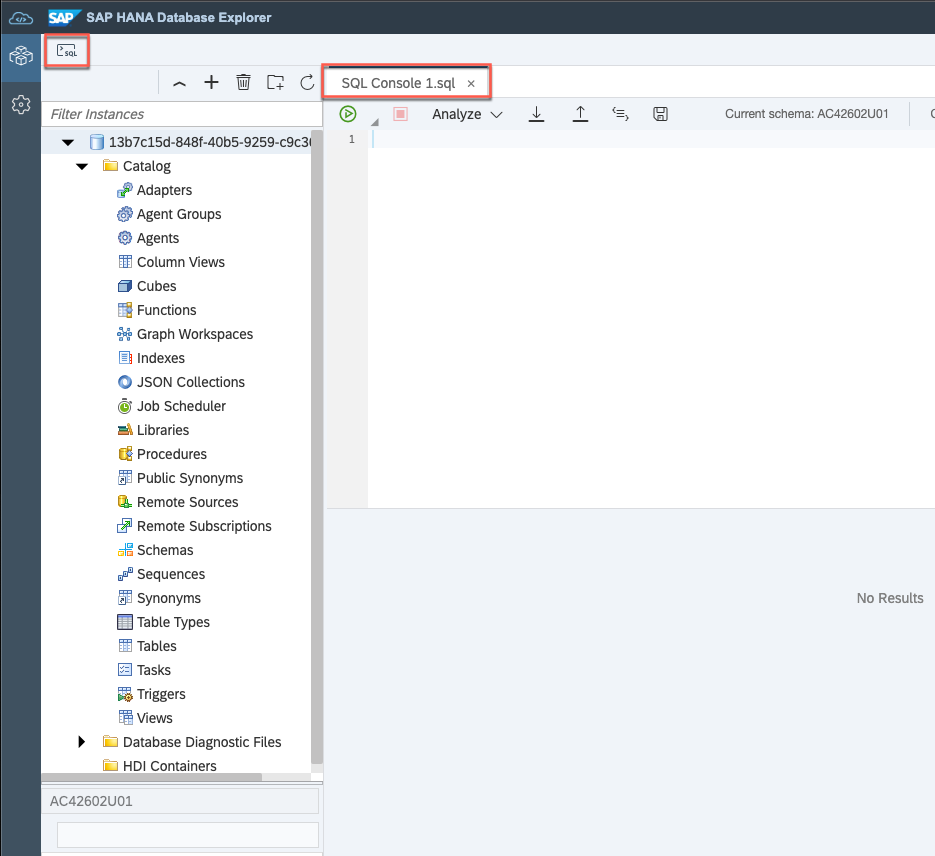 SAP SAP HANA Database Explorer
SQL
SQL Console 1.sql ×
Filter Instances
Analyze
Current schema: AC42602U01
1
13b7c15d-848f-40b5-9259-c9c3
Catalog
Adapters
Agent Groups
Agents
Column Views
Cubes
Functions
Graph Workspaces
Indexes
JSON Collections
Job Scheduler
Libraries
Procedures
Public Synonyms
Remote Sources
Remote Subscriptions
Schemas
Sequences
Synonyms
Table Types
Tables
Tasks
Triggers
Views
Database Diagnostic Files
HDI Containers
No Results
AC42602U01